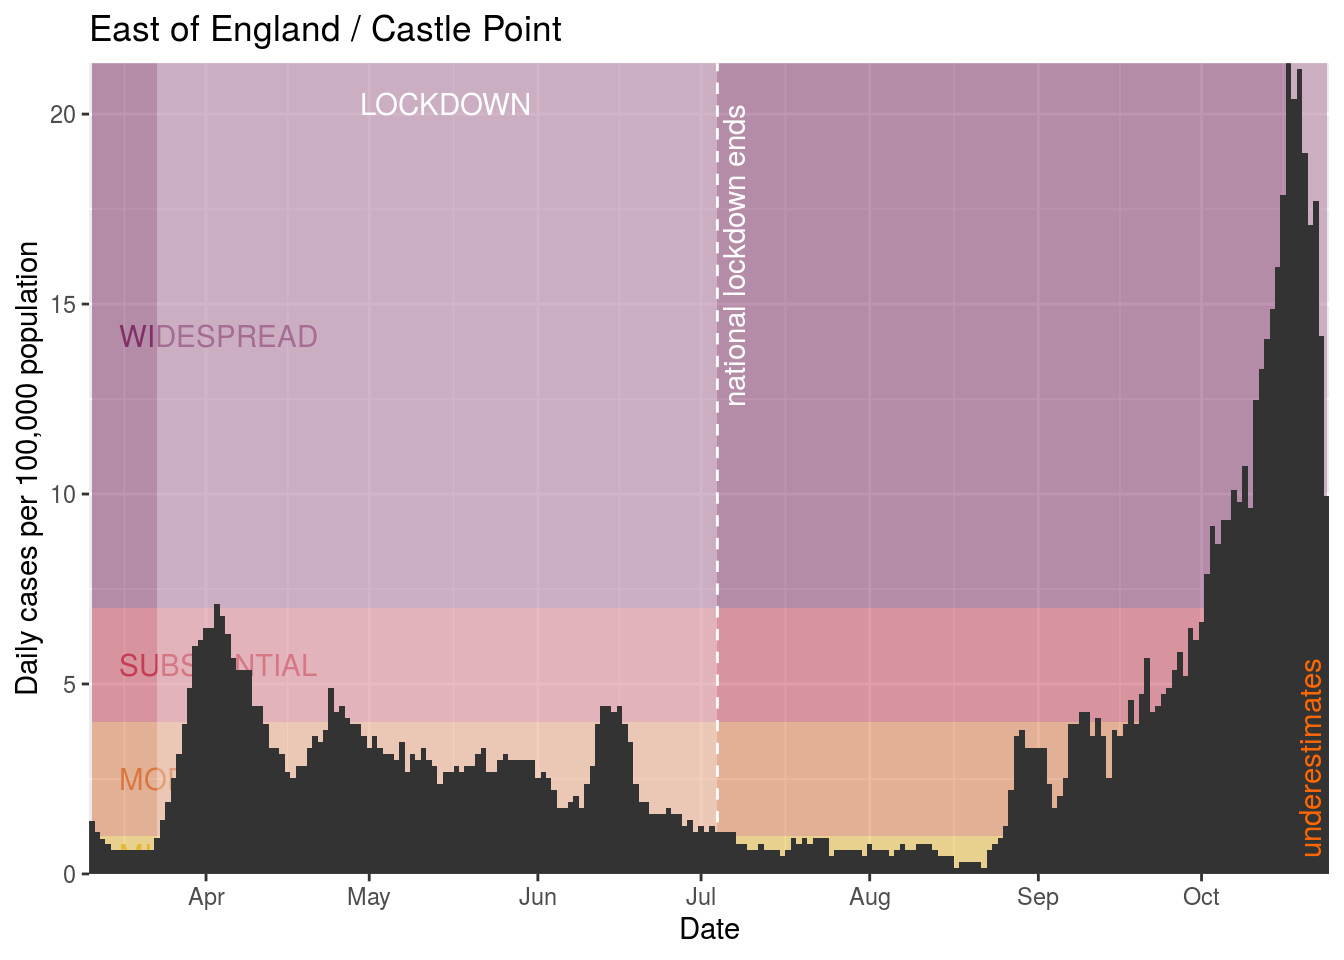 East of England / Castle Point
Daily cases per 100,000 population
20
15
10
5
0
LOCKDOWN
national lockdown ends
WIDESPREAD
underestimates
Apr
May
Jun
Jul
Aug
Sep
Oct
Date